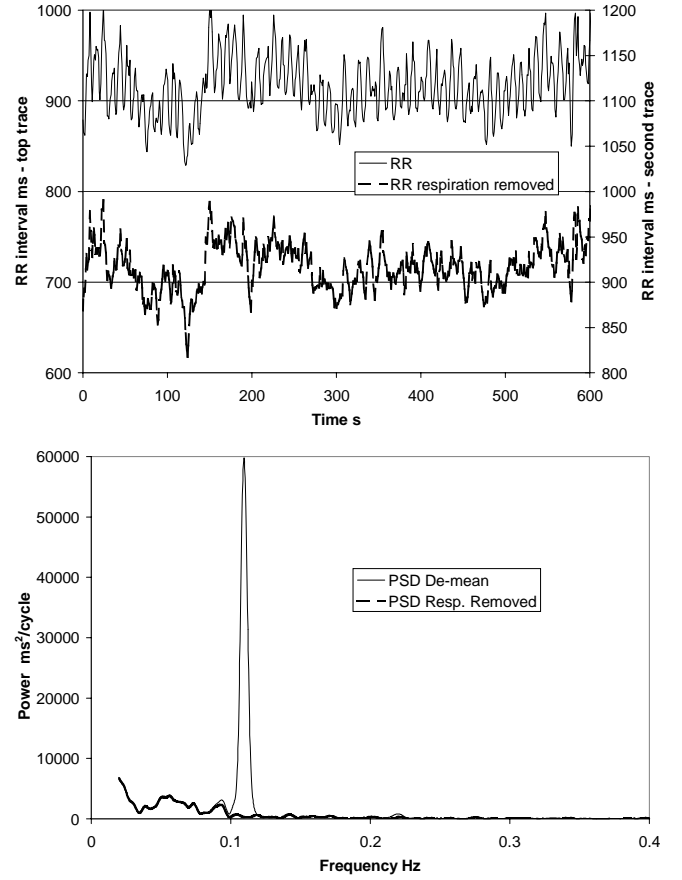 1000
900
800
700
600
RR interval ms - top trace
1200
1150
1100
1050
1000
950
900
850
800
RR interval ms - second trace
RR
RR respiration removed
0 100 200 300 400 500 600
Time s
60000
50000
40000
30000
20000
10000
0
Power ms²/cycle
PSD De-mean
PSD Resp. Removed
0 0.1 0.2 0.3 0.4
Frequency Hz